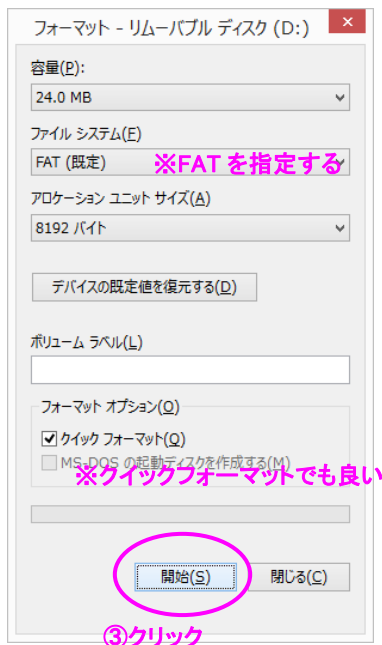 フォーマット - リムーバブル ディスク (D:)
容量(P):
24.0 MB
ファイル システム(F)
FAT (既定) ※FAT を指定する
アロケーション ユニット サイズ(A)
8192 バイト
デバイスの既定値を復元する(D)
ボリューム ラベル(L)
フォーマット オプション(O)
クイック フォーマット(Q)
MS-DOS の起動ディスクを作成する(M)
※クイックフォーマットでも良い
開始(S) 閉じる(C)
③クリック